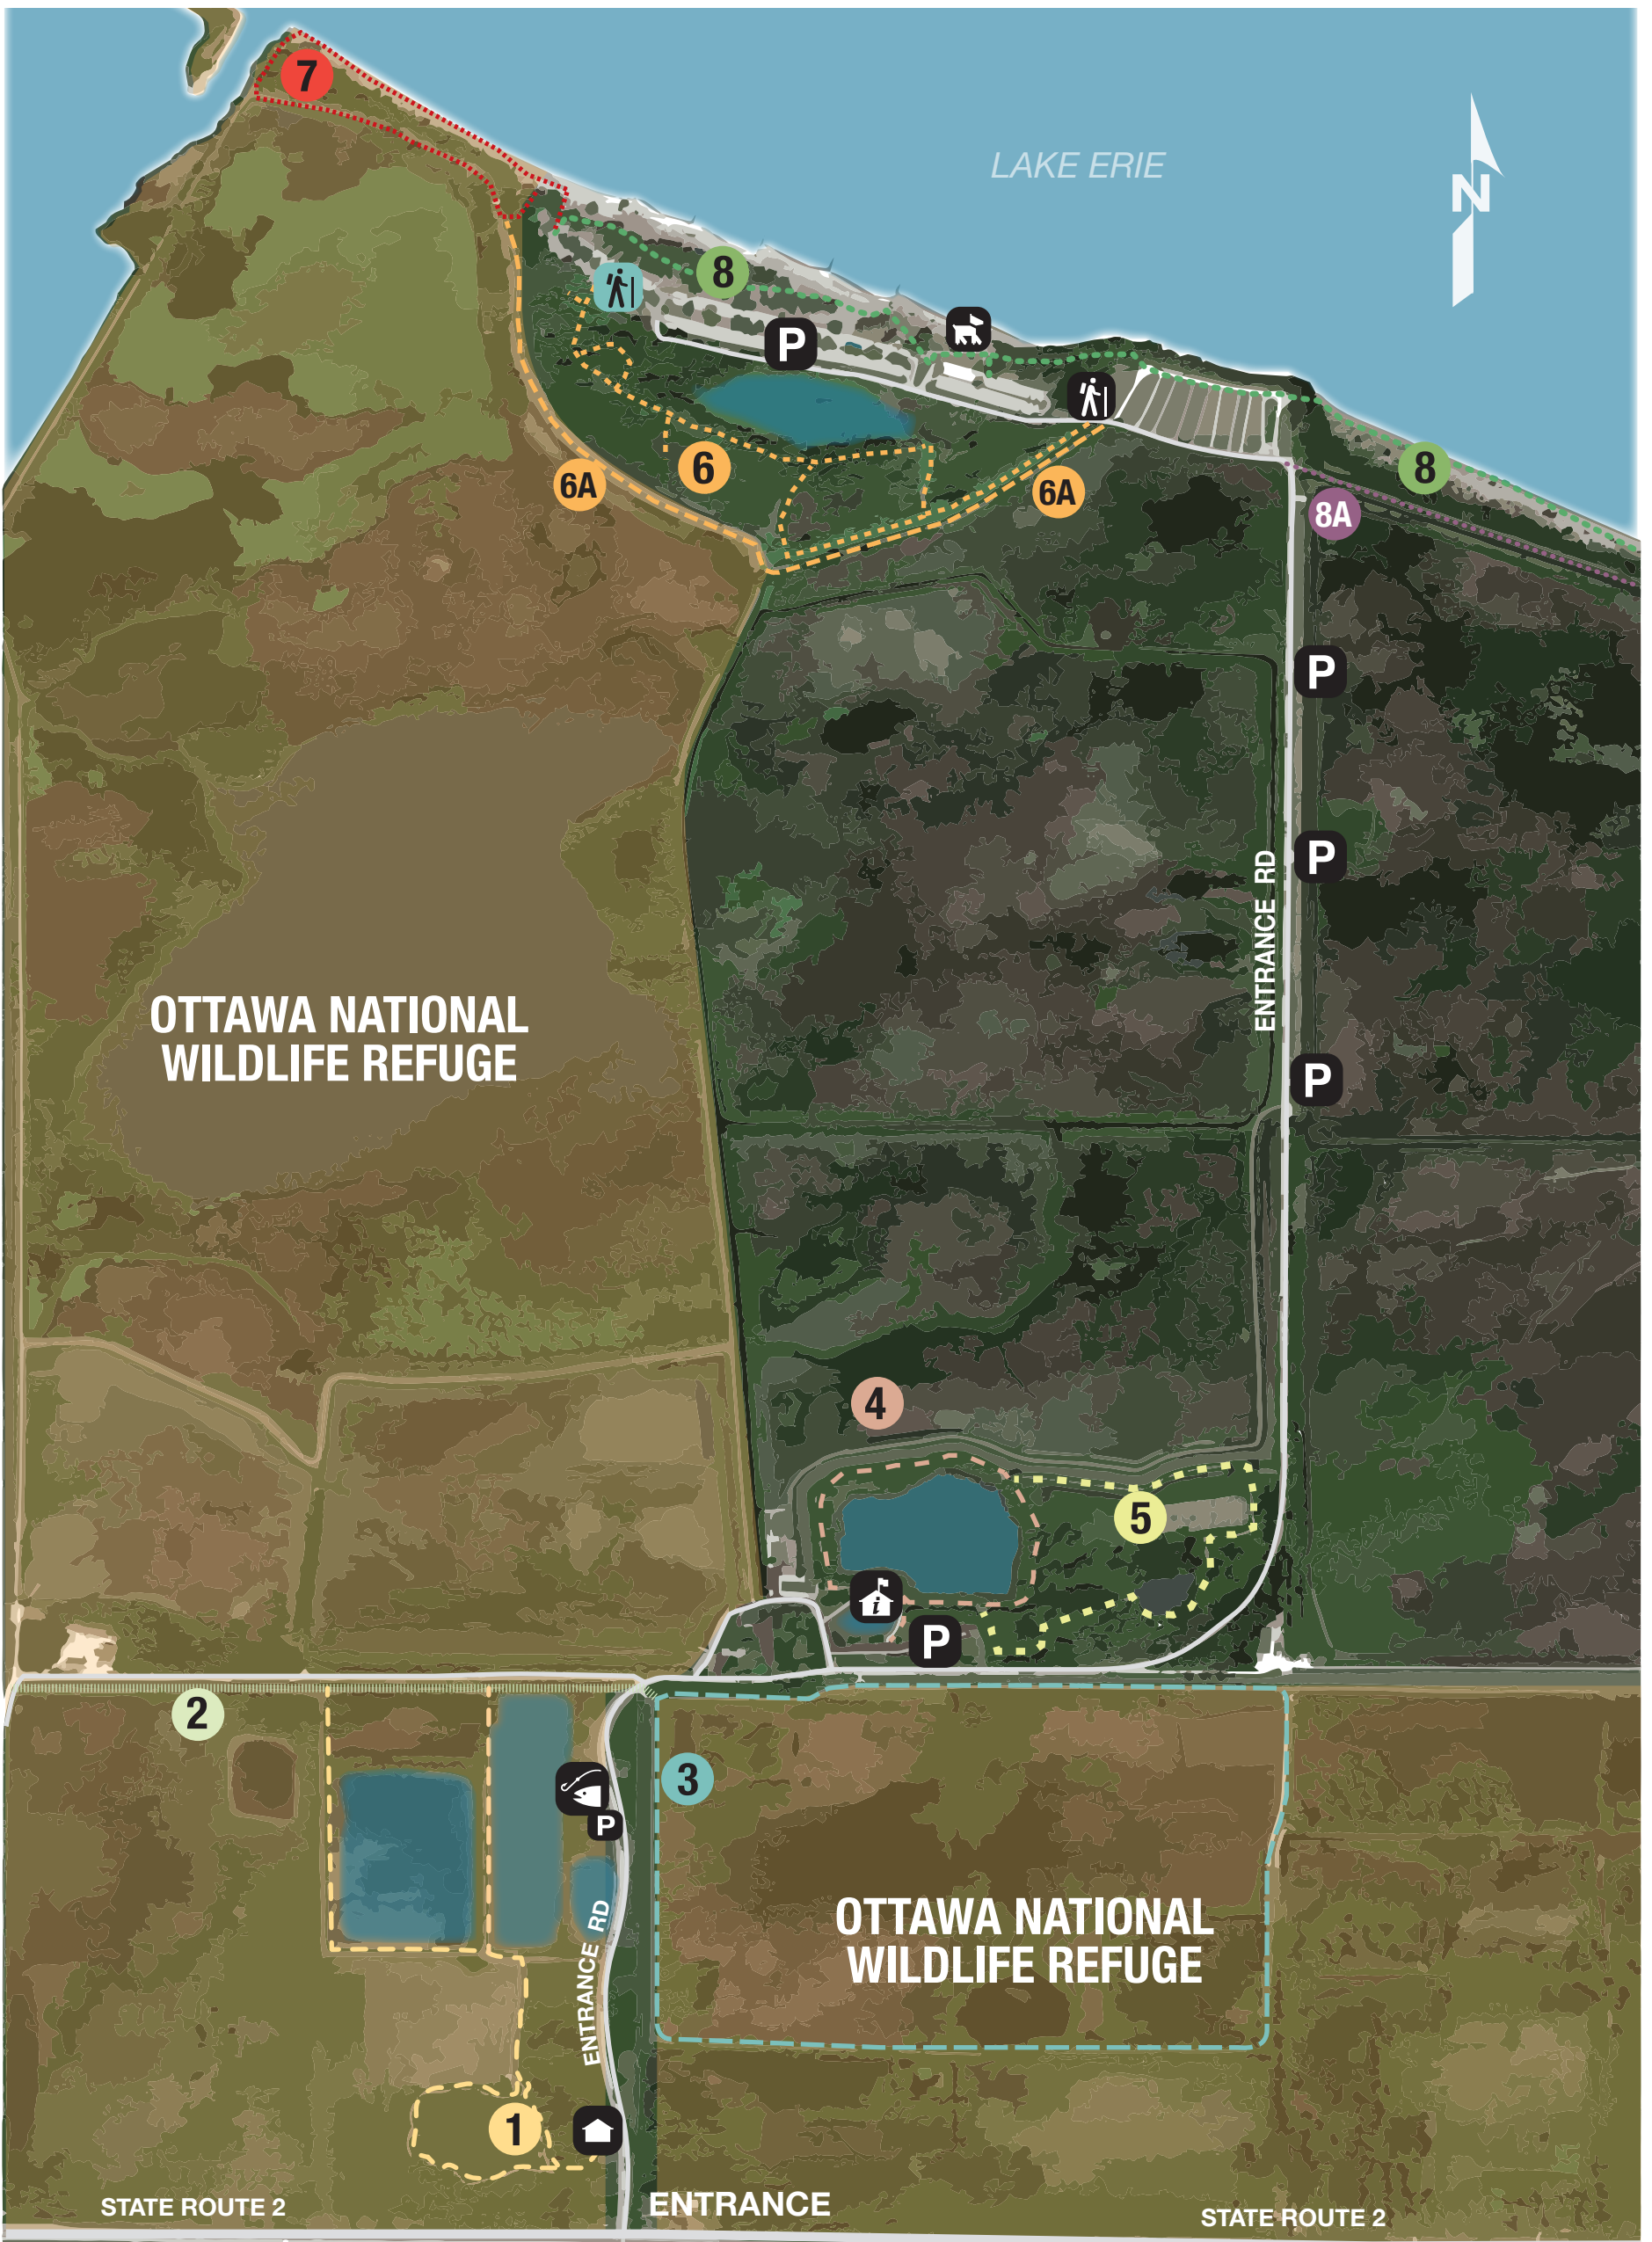 7
LAKE ERIE
N
8
P
6
6A
6A
8
8A
P
P
ENTRANCE RD
OTTAWA NATIONAL
WILDLIFE REFUGE
P
4
5
i
P
2
3
P
OTTAWA NATIONAL
WILDLIFE REFUGE
ENTRANCE RD
1
STATE ROUTE 2
ENTRANCE
STATE ROUTE 2